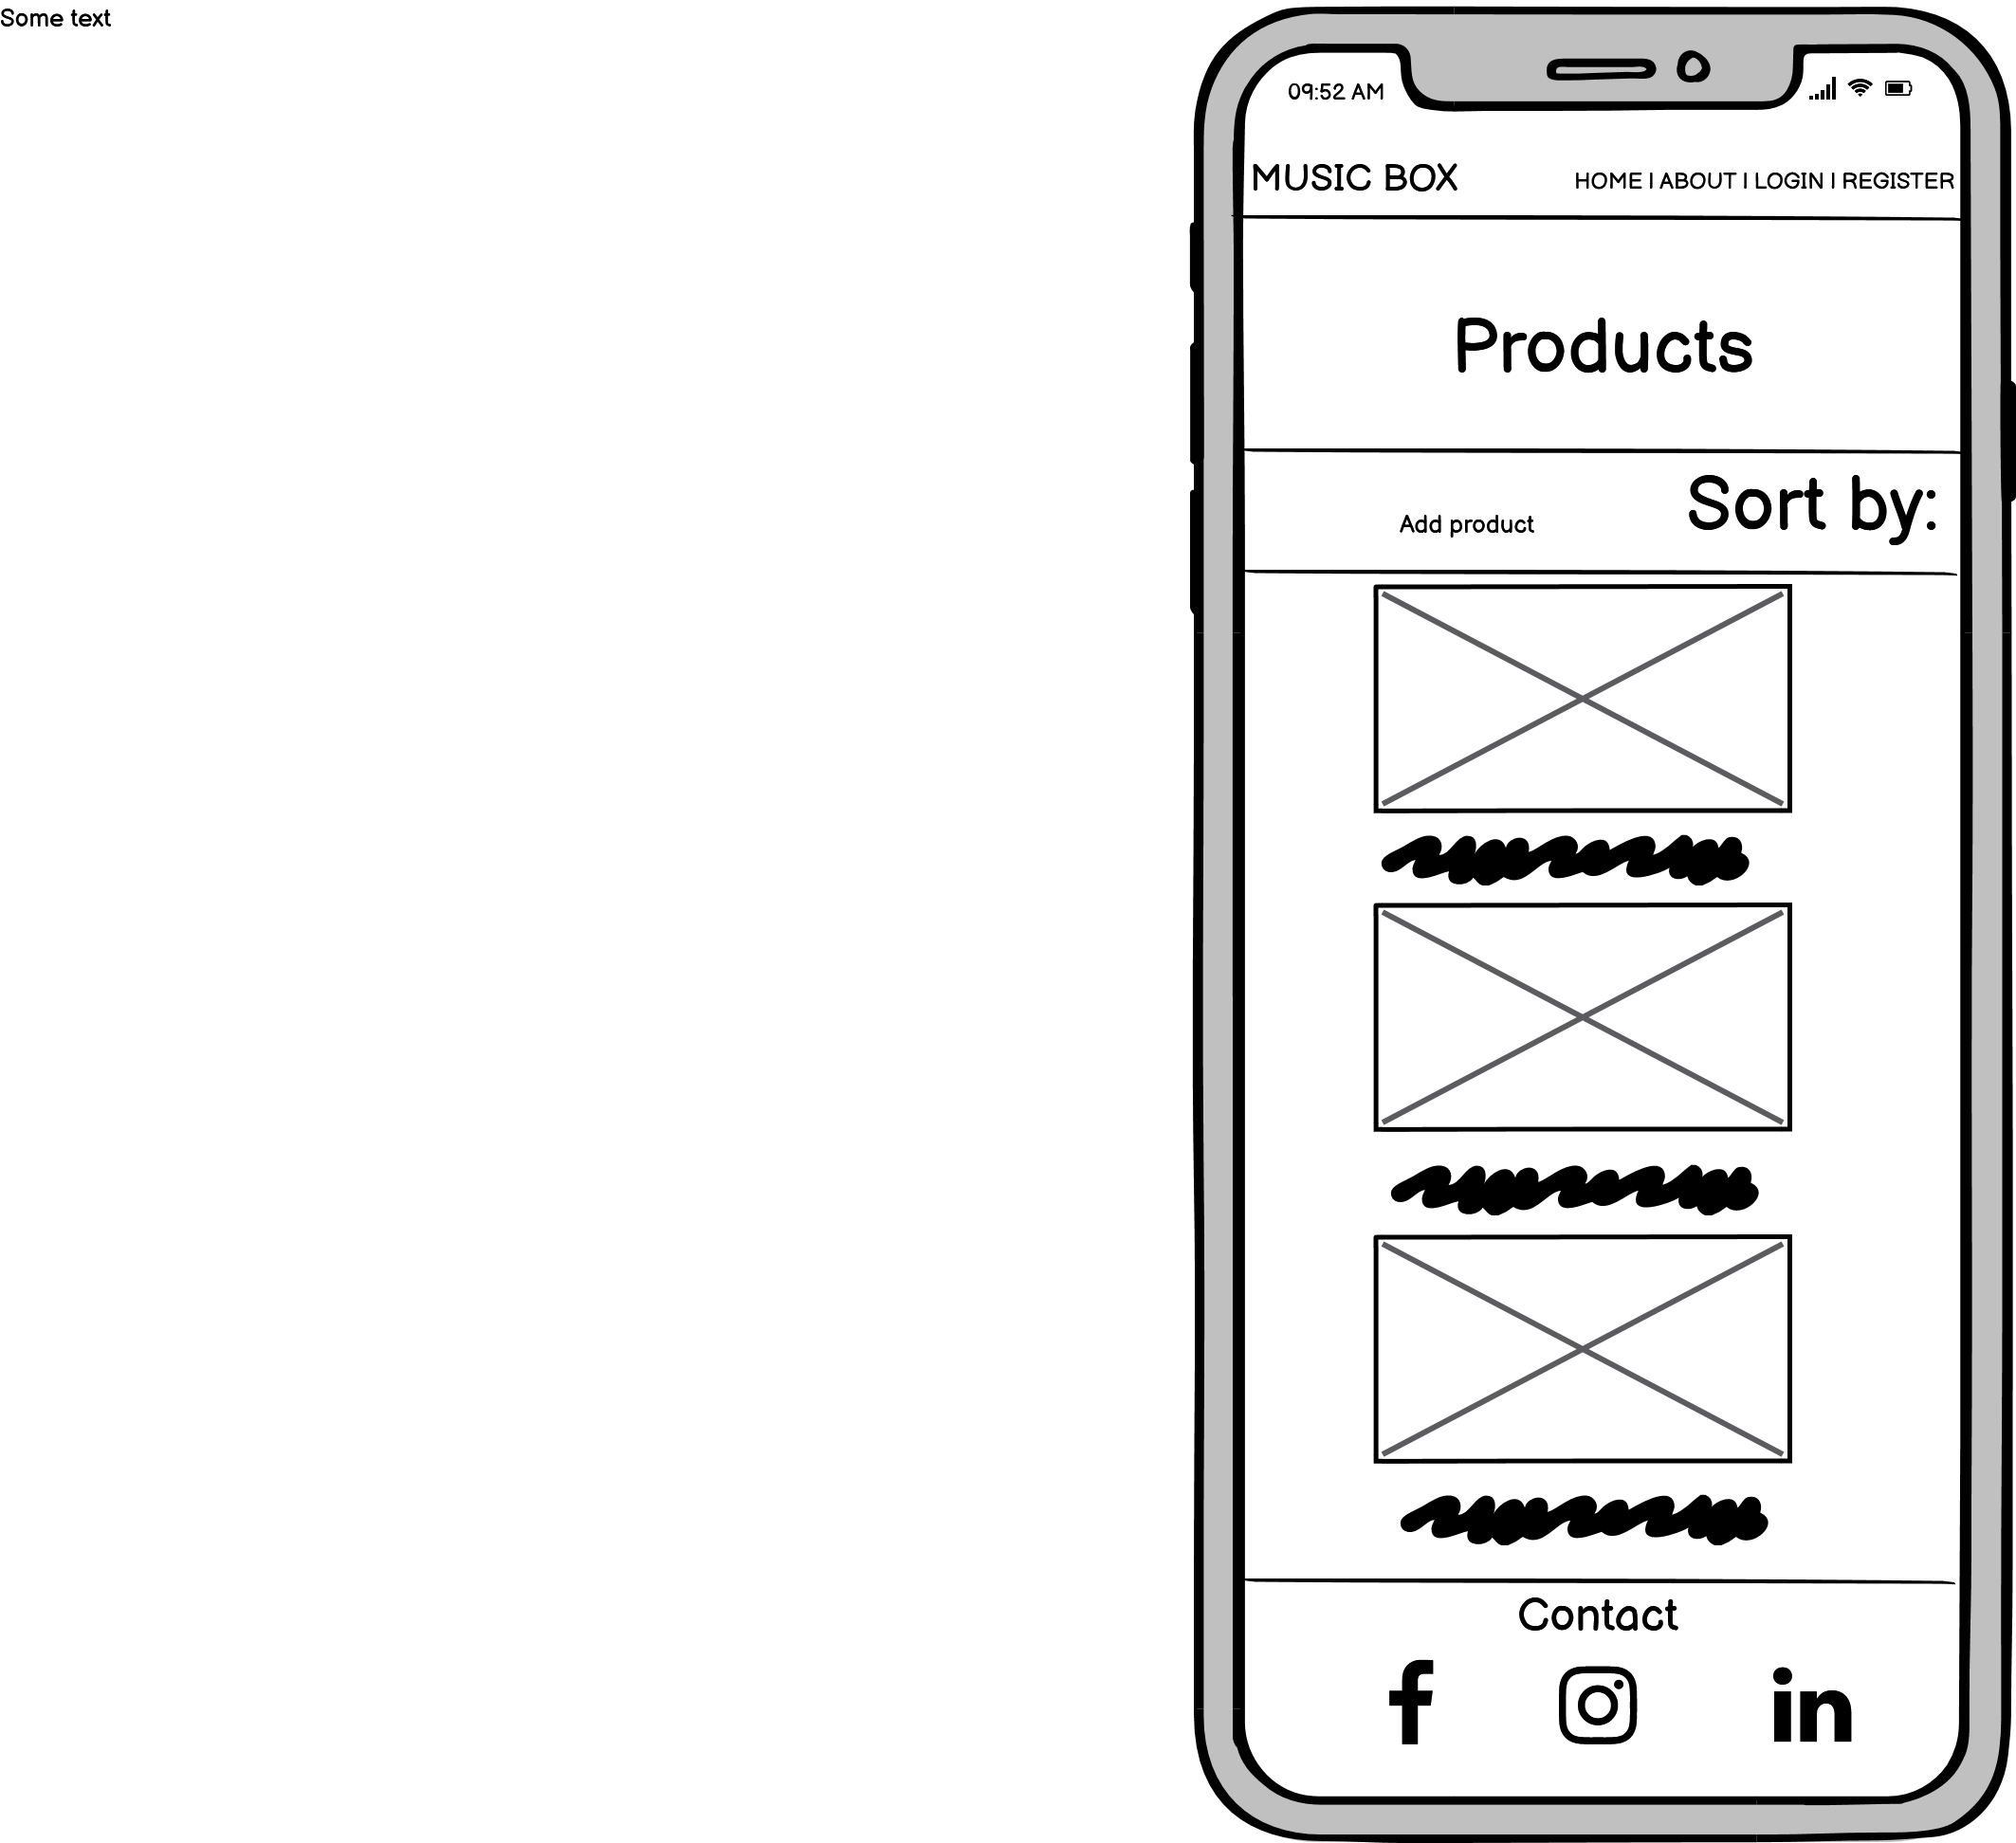 Some text
09:52 AM
MUSIC BOX
HOME | ABOUT | LOGIN | REGISTER
Products
Sort by:
Add product
Contact